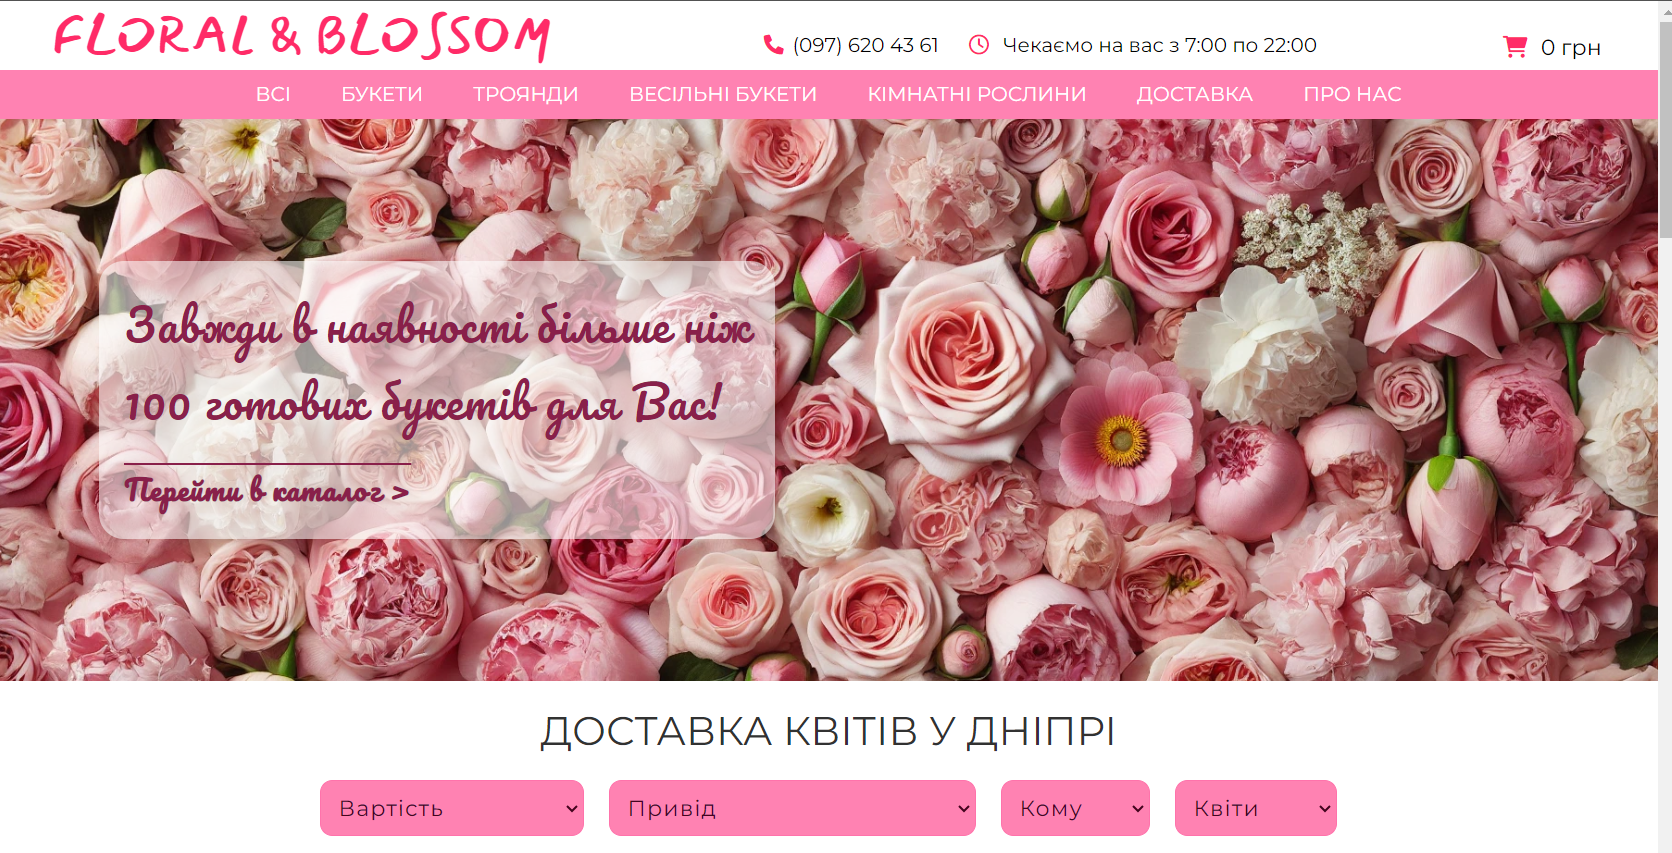 FLORAL & BLOSSOM
(097) 620 43 61
Чекаємо на вас з 7:00 по 22:00
0 грн
ВСІ
БУКЕТИ
ТРОЯНДИ
ВЕСІЛЬНІ БУКЕТИ
КІМНАТНІ РОСЛИНИ
ДОСТАВКА
ПРО НАС
Завжди в наявності більше ніж
100 готових букетів для Вас!
Перейти в каталог >
ДОСТАВКА КВІТІВ У ДНІПРІ
Вартість
Привід
Кому
Квіти